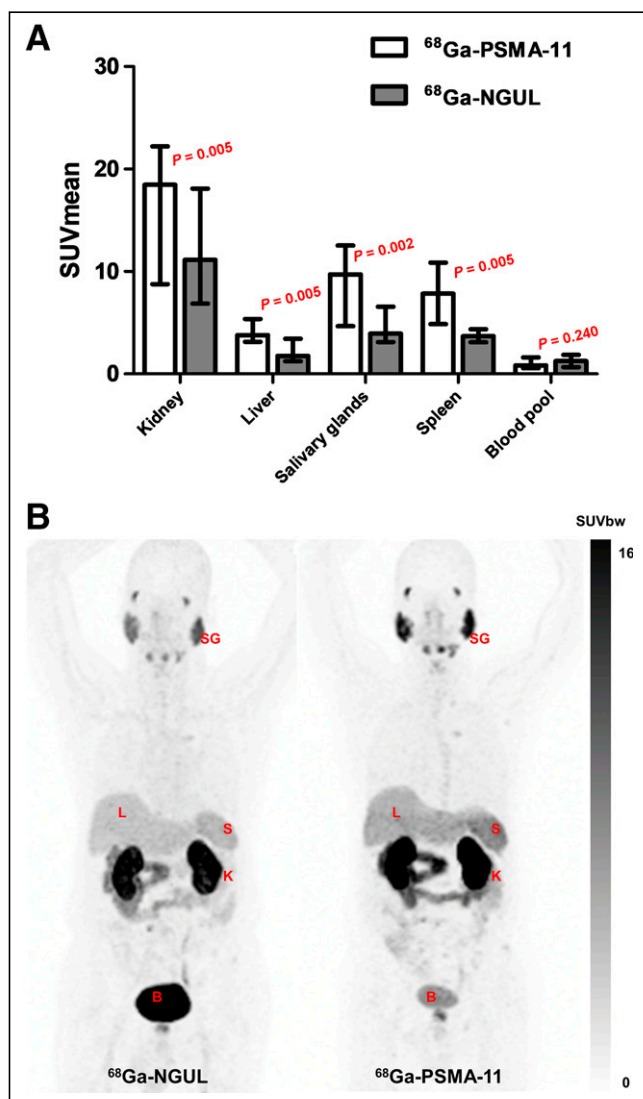 A
⁶⁸Ga-PSMA-11
⁶⁸Ga-NGUL
30
20
10
0
SUVmean
P = 0.005
P = 0.005
P = 0.002
P = 0.005
P = 0.240
Kidney
Liver
Salivary glands
Spleen
Blood pool
B
SUVbw
16
0
SG
L
S
K
B
SG
L
S
K
B
⁶⁸Ga-NGUL
⁶⁸Ga-PSMA-11